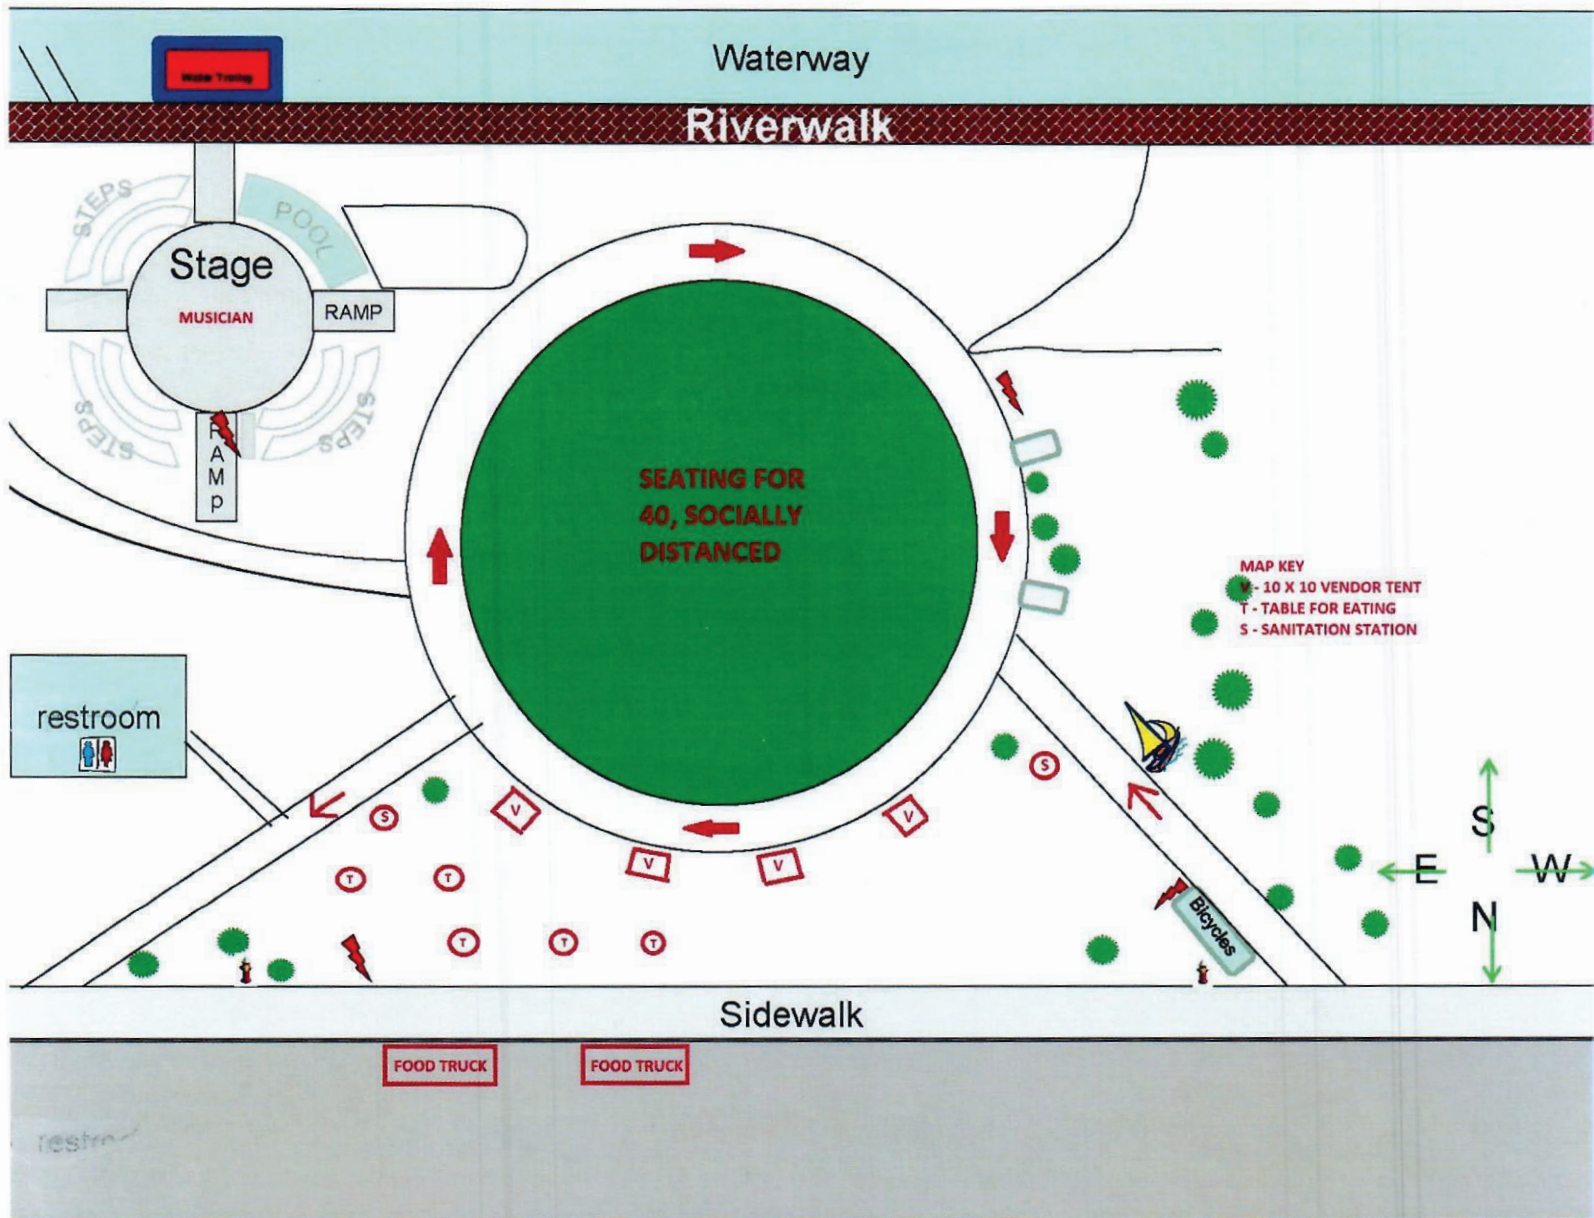 Waterway
Riverwalk
STEPS
POOL
Stage
MUSICIAN
RAMP
STEPS
STEPS
RAMp
SEATING FOR
40, SOCIALLY
DISTANCED
MAP KEY
V - 10 X 10 VENDOR TENT
T - TABLE FOR EATING
S - SANITATION STATION
restroom
S
S
V
V
V
V
T
T
T
T
T
Bicycles
S
E
W
N
Sidewalk
FOOD TRUCK
FOOD TRUCK